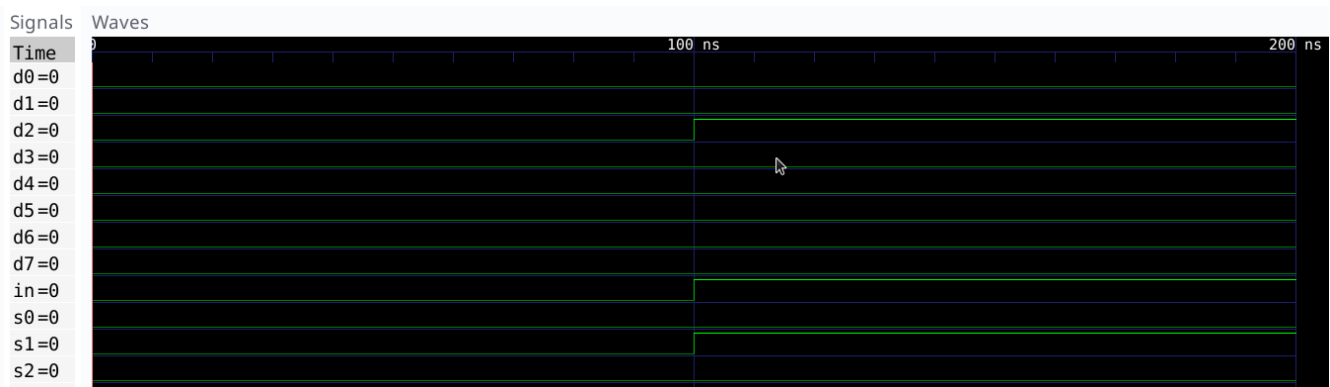 Signals Waves
Time 0 100 ns 200 ns
d0=0
d1=0
d2=0
d3=0
d4=0
d5=0
d6=0
d7=0
in=0
s0=0
s1=0
s2=0